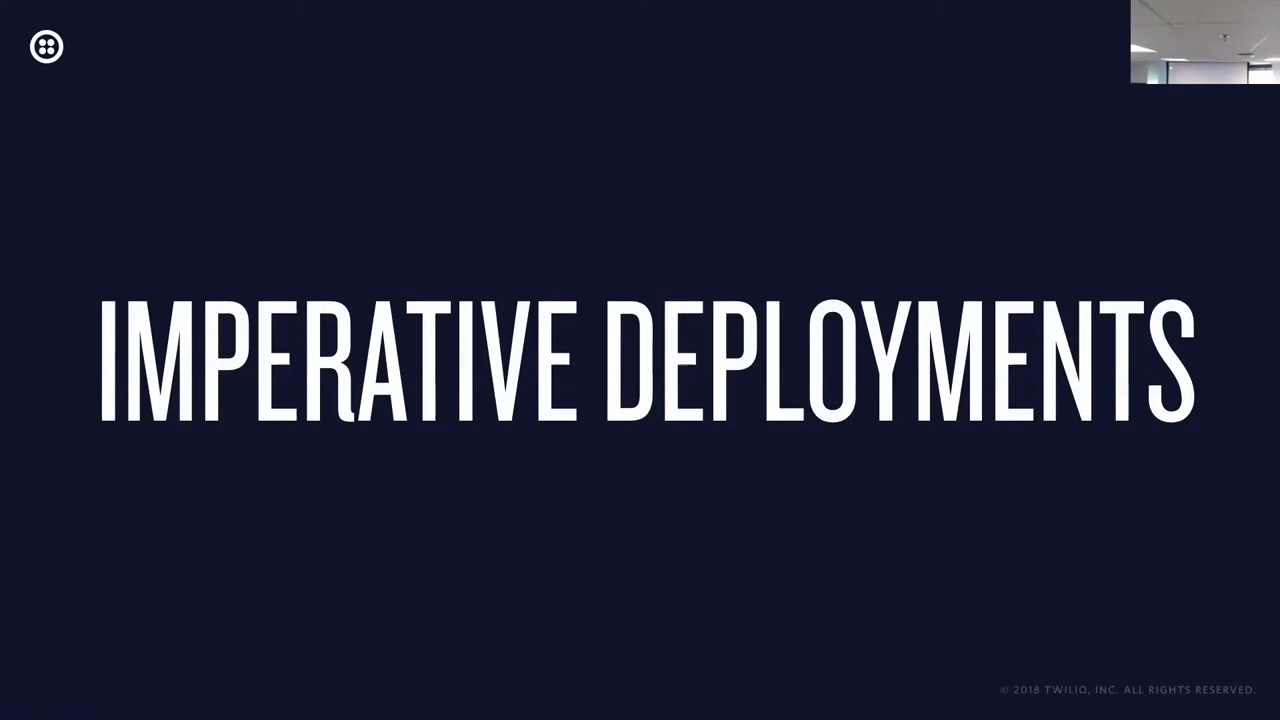 IMPERATIVE DEPLOYMENTS
© 2018 TWILIO, INC. ALL RIGHTS RESERVED.